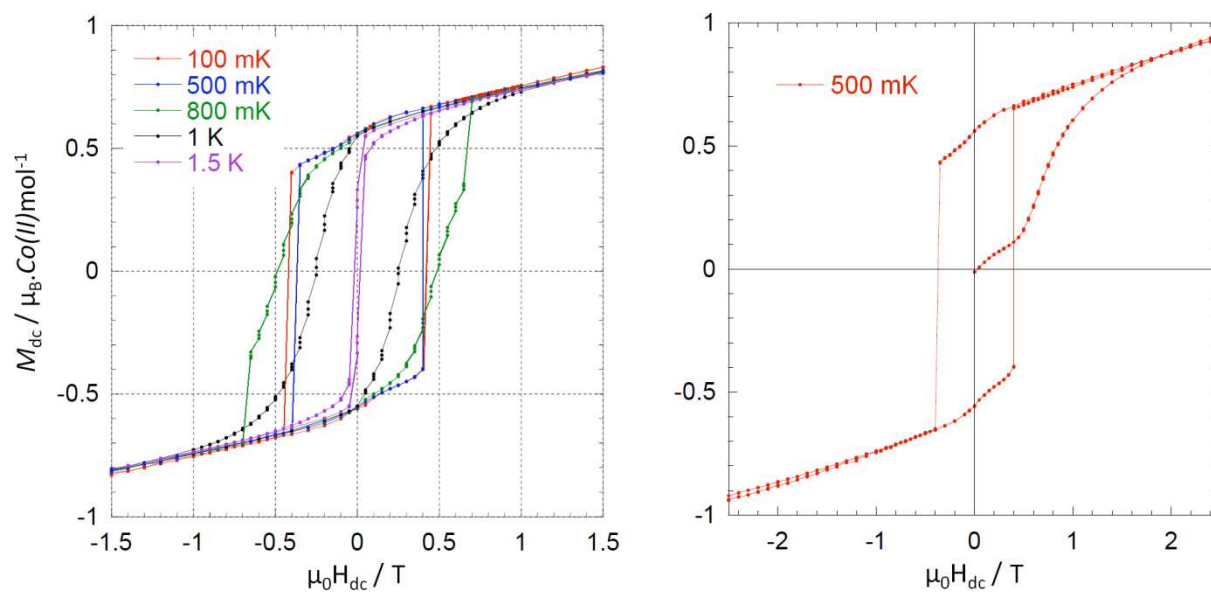 1
0.5
0
-0.5
-1
M_dc / μ_B.Co(II)mol⁻¹
100 mK
500 mK
800 mK
1 K
1.5 K
-1.5 -1 -0.5 0 0.5 1 1.5
μ₀H_dc / T
1
0.5
0
-0.5
-1
500 mK
-2 -1 0 1 2
μ₀H_dc / T